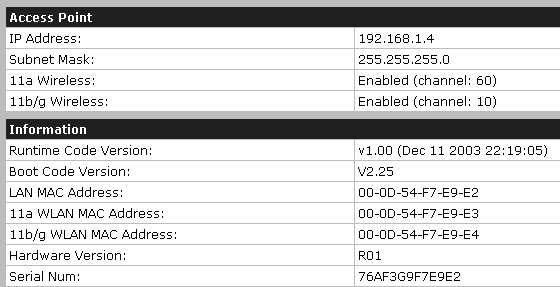 Access Point
IP Address: 192.168.1.4
Subnet Mask: 255.255.255.0
11a Wireless: Enabled (channel: 60)
11b/g Wireless: Enabled (channel: 10)
Information
Runtime Code Version: v1.00 (Dec 11 2003 22:19:05)
Boot Code Version: V2.25
LAN MAC Address: 00-0D-54-F7-E9-E2
11a WLAN MAC Address: 00-0D-54-F7-E9-E3
11b/g WLAN MAC Address: 00-0D-54-F7-E9-E4
Hardware Version: R01
Serial Num: 76AF3G9F7E9E2